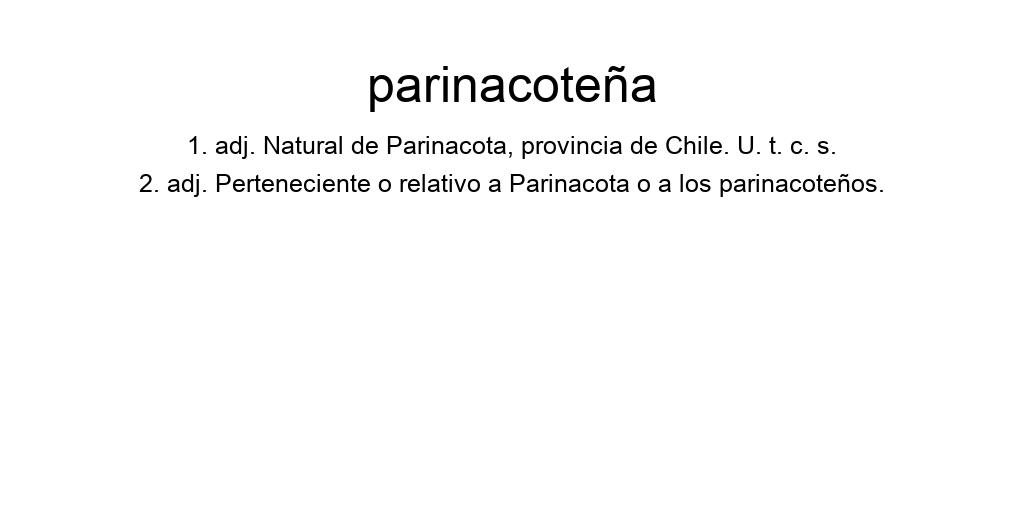 parinacoteña
1. adj. Natural de Parinacota, provincia de Chile. U. t. c. s.
2. adj. Perteneciente o relativo a Parinacota o a los parinacoteños.